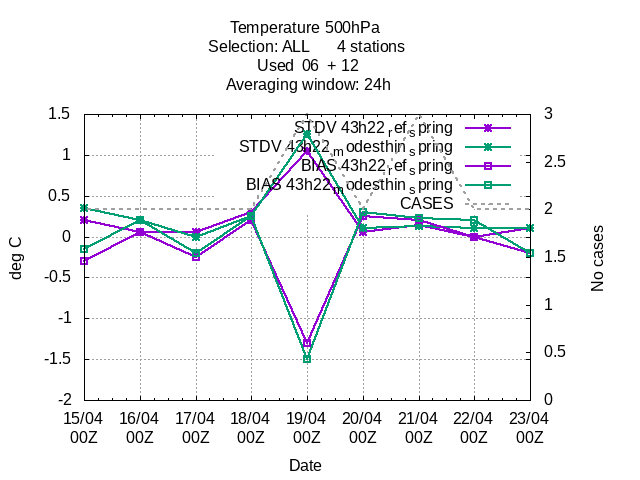 Temperature 500hPa
Selection: ALL 4 stations
Used 06 + 12
Averaging window: 24h
STDV 43h22_ref_spring
STDV 43h22_modesthin_spring
BIAS 43h22_ref_spring
BIAS 43h22_modesthin_spring
CASES
1.5
1
0.5
0
-0.5
-1
-1.5
-2
deg C
3
2.5
2
1.5
1
0.5
0
No cases
15/04 16/04 17/04 18/04 19/04 20/04 21/04 22/04 23/04
00Z 00Z 00Z 00Z 00Z 00Z 00Z 00Z 00Z
Date